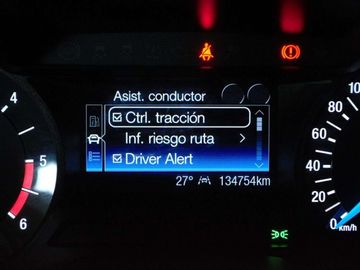 Asist. conductor
Ctrl. tracción
Inf. riesgo ruta
Driver Alert
27° 134754km
4
5
6
100
80
60
40
20
0
km/h